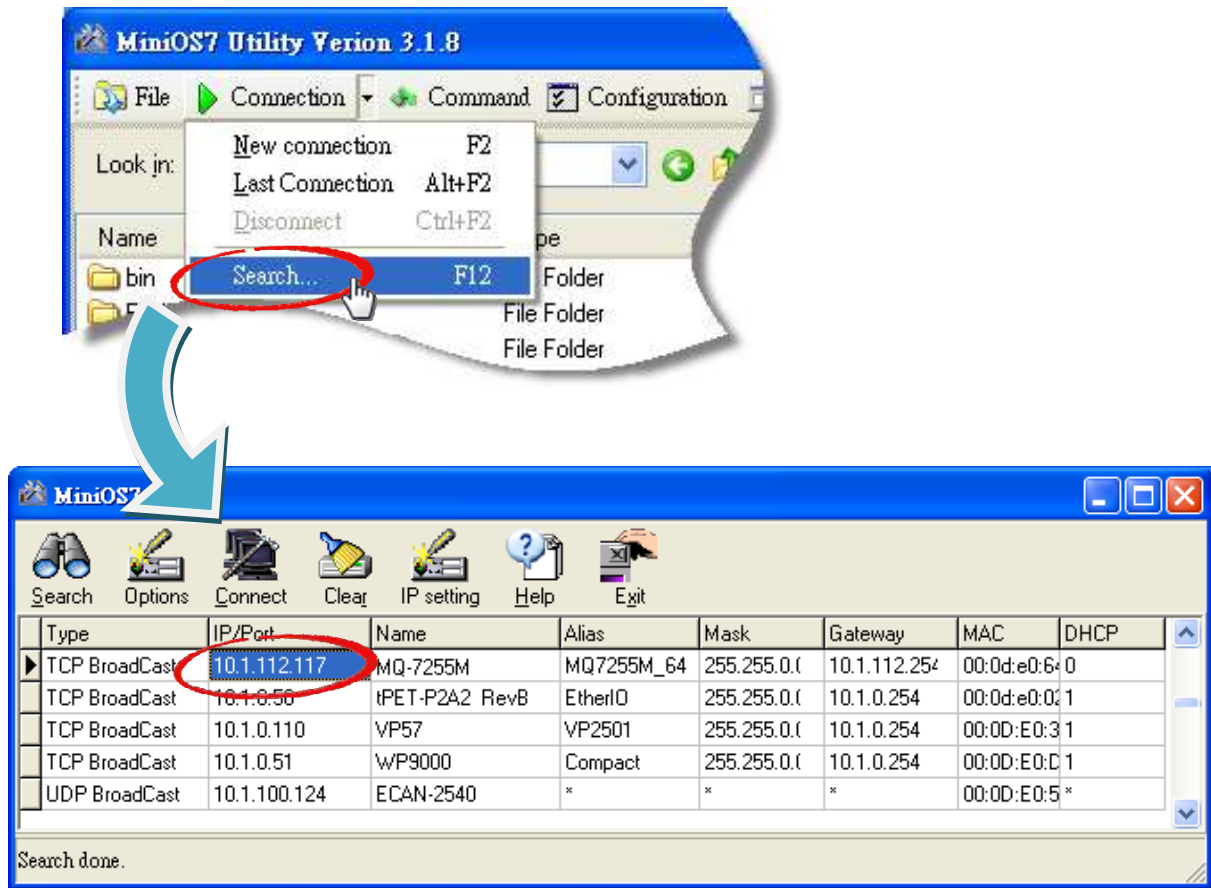 MiniOS7 Utility Verion 3.1.8
File Connection Command Configuration
Look in:
New connection F2
Last Connection Alt+F2
Disconnect Ctrl+F2
Search... F12
Name
bin Folder
File Folder
File Folder
MiniOS7
Search Options Connect Clear IP setting Help Exit
Type IP/Port Name Alias Mask Gateway MAC DHCP
TCP BroadCast 10.1.112.117 MQ-7255M MQ7255M_64 255.255.0.( 10.1.112.254 00:0d:e0:64 0
TCP BroadCast 10.1.0.50 tPET-P2A2_RevB EtherIO 255.255.0.( 10.1.0.254 00:0d:e0:02 1
TCP BroadCast 10.1.0.110 VP57 VP2501 255.255.0.( 10.1.0.254 00:0D:E0:3 1
TCP BroadCast 10.1.0.51 WP9000 Compact 255.255.0.( 10.1.0.254 00:0D:E0:D 1
UDP BroadCast 10.1.100.124 ECAN-2540 * * * 00:0D:E0:5 *
Search done.